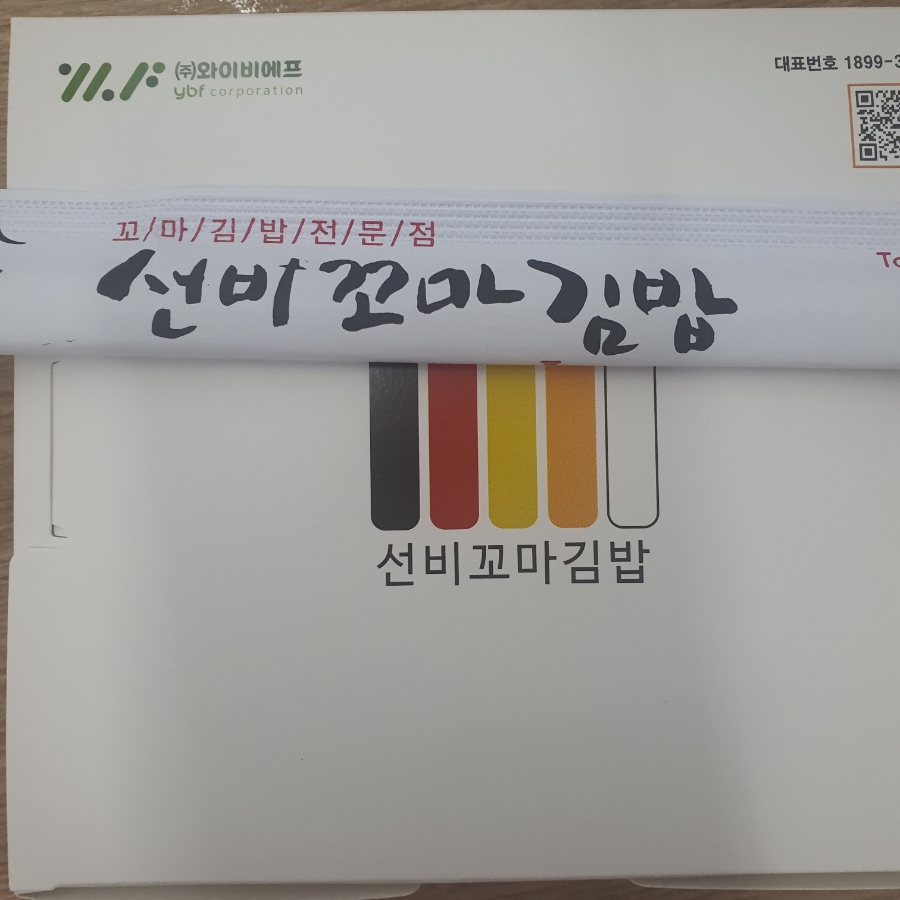 (주)와이비에프
ybf corporation
대표번호 1899-3
꼬/마/김/밥/전/문/점
선비꼬마김밥
선비꼬마김밥